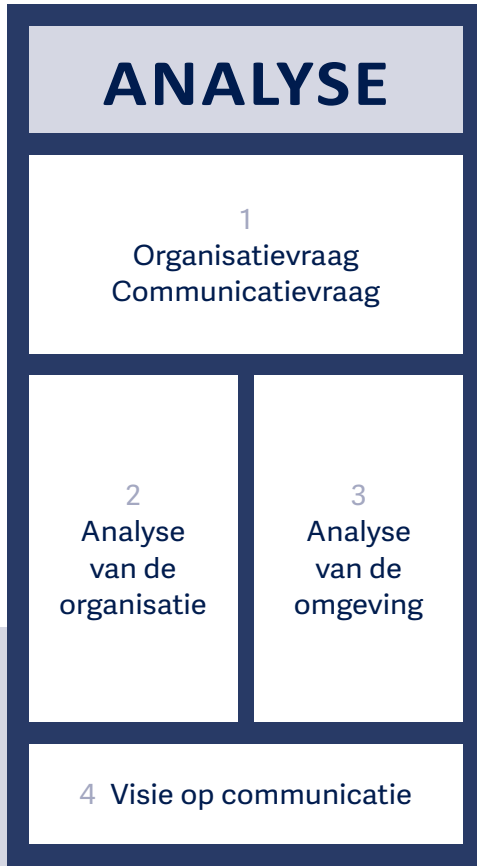 ANALYSE
1
Organisatievraag
Communicatievraag
2
Analyse
van de
organisatie
3
Analyse
van de
omgeving
4 Visie op communicatie